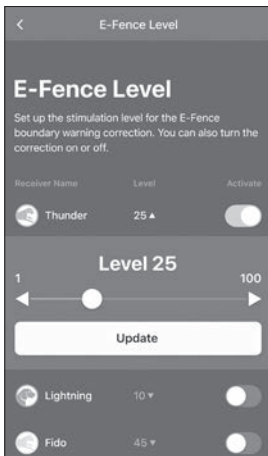 E-Fence Level
E-Fence Level
Set up the stimulation level for the E-Fence
boundary warning correction. You can also turn the
correction on or off.
Receiver Name Level Activate
Thunder 25 ▲
Level 25
1 100
Update
Lightning 10 ▼
Fido 45 ▼